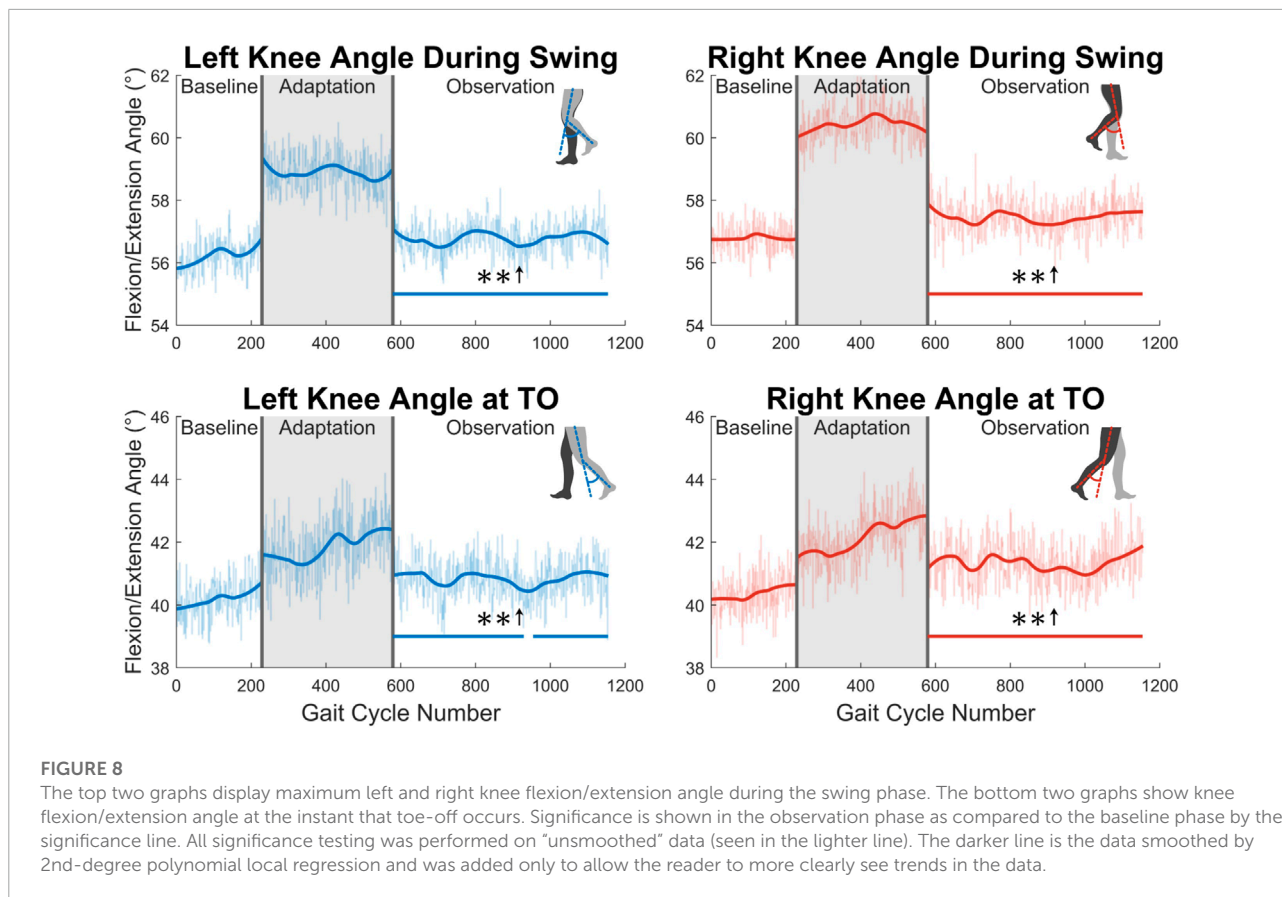 Left Knee Angle During Swing
Flexion/Extension Angle (°)
62
60
58
56
54
Baseline
Adaptation
Observation
**↑
0 200 400 600 800 1000 1200
Right Knee Angle During Swing
62
60
58
56
54
Baseline
Adaptation
Observation
**↑
0 200 400 600 800 1000 1200
Left Knee Angle at TO
Flexion/Extension Angle (°)
46
44
42
40
38
Baseline
Adaptation
Observation
**↑
0 200 400 600 800 1000 1200
Gait Cycle Number
Right Knee Angle at TO
46
44
42
40
38
Baseline
Adaptation
Observation
**↑
0 200 400 600 800 1000 1200
Gait Cycle Number
FIGURE 8
The top two graphs display maximum left and right knee flexion/extension angle during the swing phase. The bottom two graphs show knee
flexion/extension angle at the instant that toe-off occurs. Significance is shown in the observation phase as compared to the baseline phase by the
significance line. All significance testing was performed on “unsmoothed” data (seen in the lighter line). The darker line is the data smoothed by
2nd-degree polynomial local regression and was added only to allow the reader to more clearly see trends in the data.